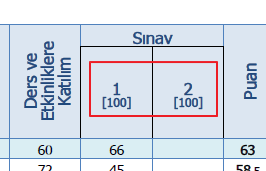 Sınav
Ders ve
Etkinliklere
Katılım
1
[100]
2
[100]
Puan
60 66 63
72 45 58,5